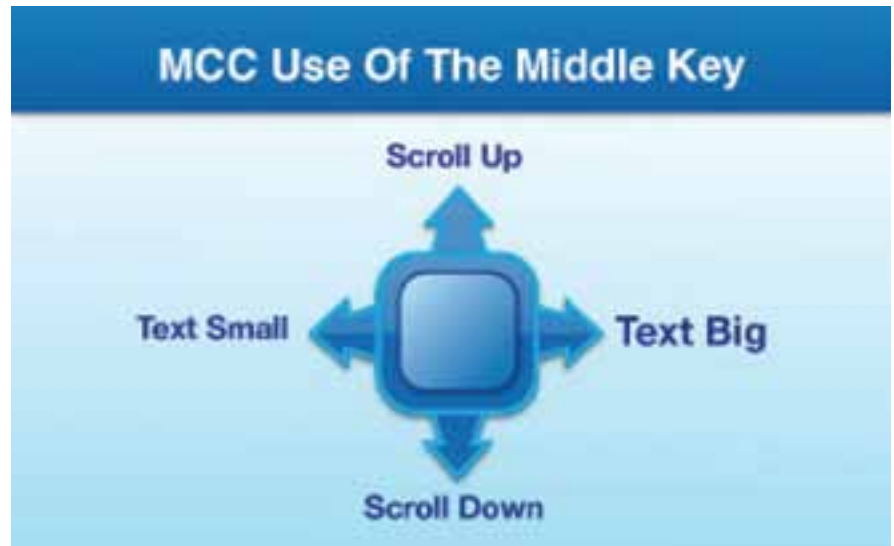 MCC Use Of The Middle Key
Scroll Up
Text Small Text Big
Scroll Down